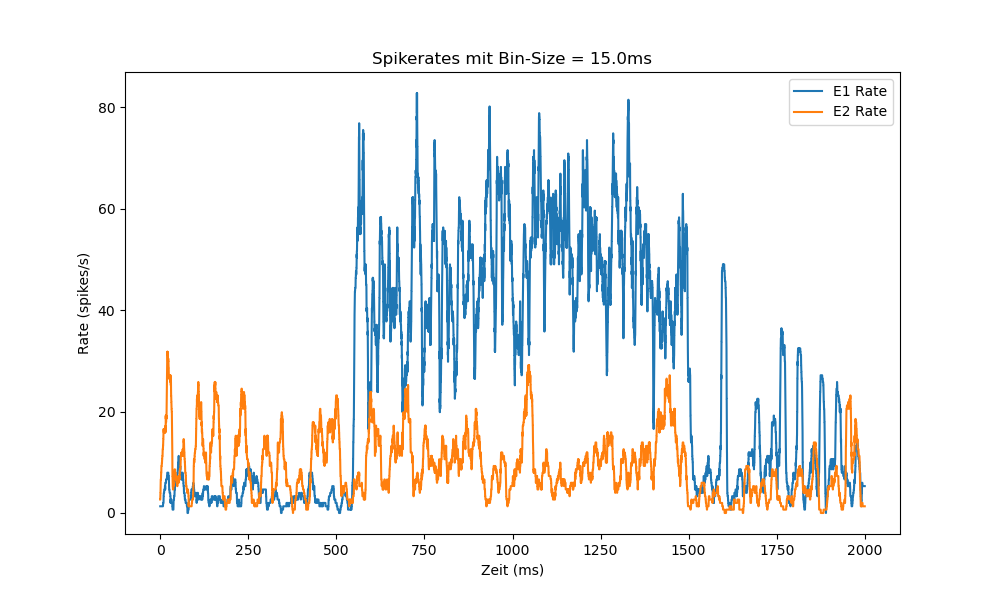 Spikerates mit Bin-Size = 15.0ms
E1 Rate
E2 Rate
80
60
40
20
0
Rate (spikes/s)
0 250 500 750 1000 1250 1500 1750 2000
Zeit (ms)